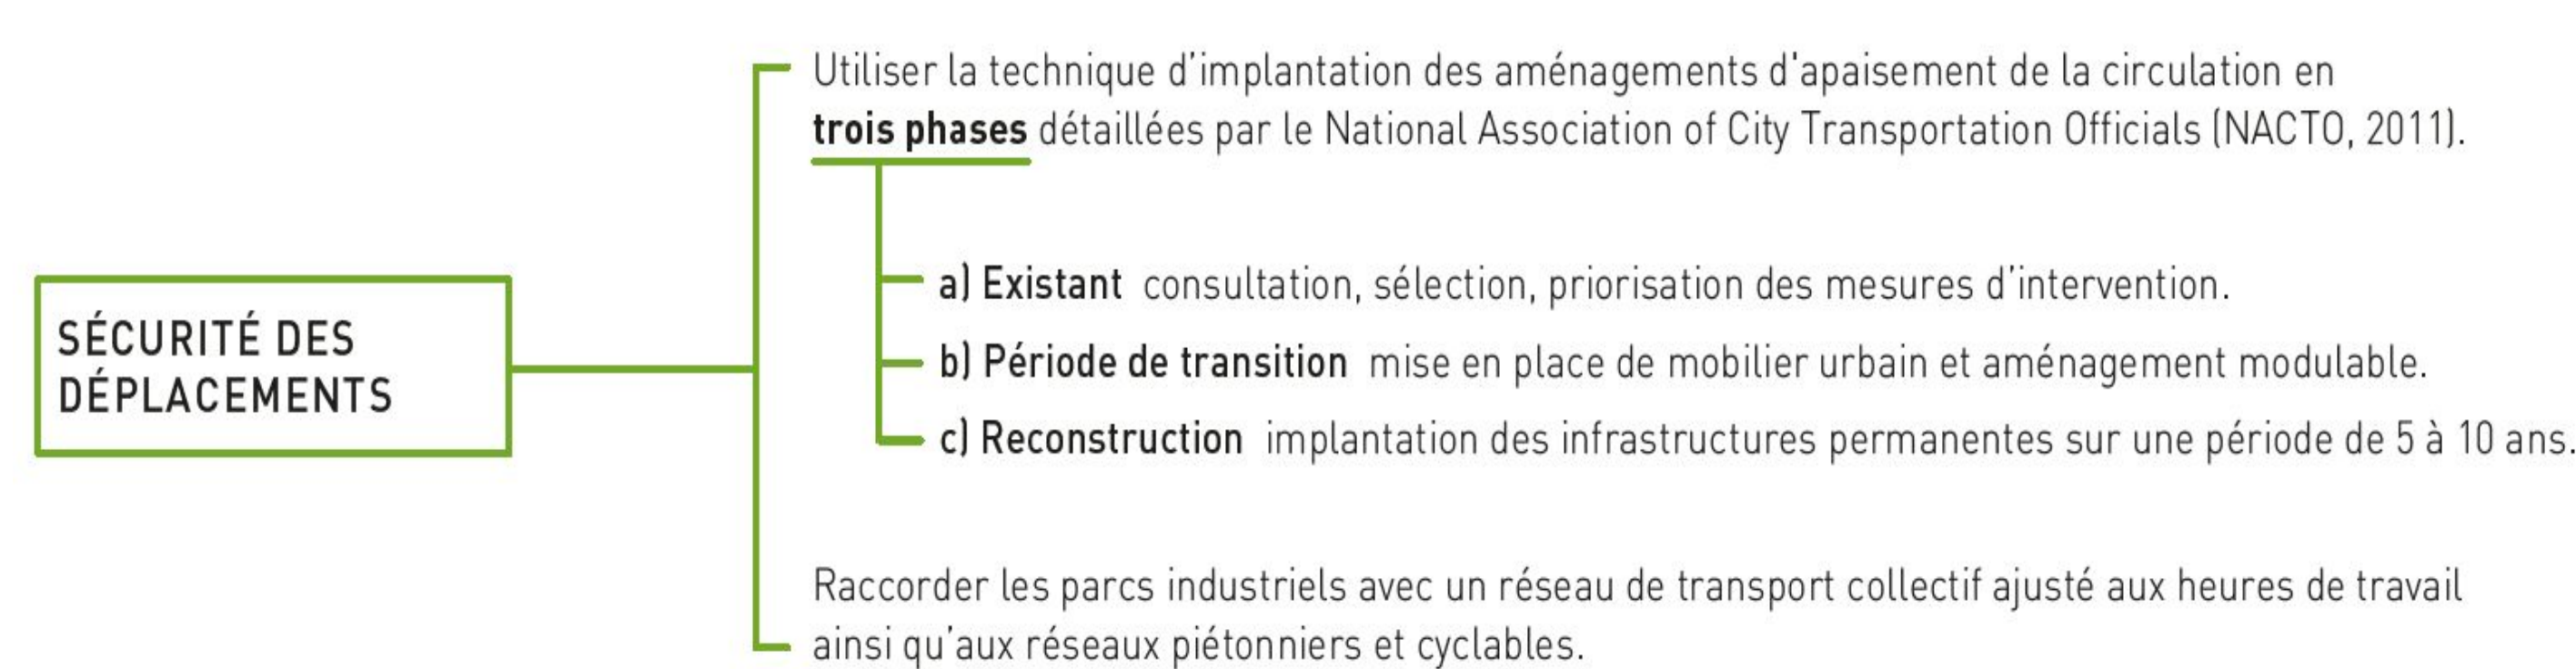 Utiliser la technique d'implantation des aménagements d'apaisement de la circulation en
trois phases détaillées par le National Association of City Transportation Officials (NACTO, 2011).
a) Existant consultation, sélection, priorisation des mesures d'intervention.
SÉCURITÉ DES
DÉPLACEMENTS
b) Période de transition mise en place de mobilier urbain et aménagement modulable.
c) Reconstruction implantation des infrastructures permanentes sur une période de 5 à 10 ans.
Raccorder les parcs industriels avec un réseau de transport collectif ajusté aux heures de travail
ainsi qu'aux réseaux piétonniers et cyclables.